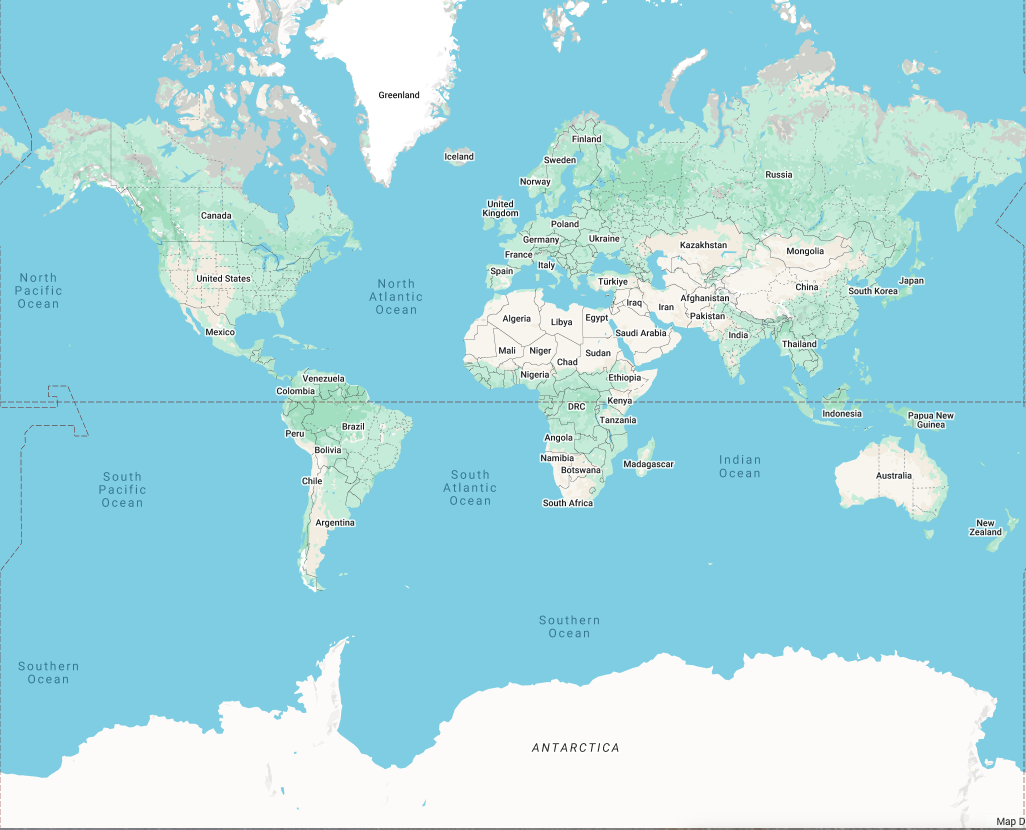 Greenland
Iceland
Finland
Sweden
Norway
Russia
United
Kingdom
Canada
Poland
Germany
Ukraine
France
Italy
Kazakhstan
Mongolia
Spain
Türkiye
United States
North
Pacific
Ocean
North
Atlantic
Ocean
Iraq
Iran
Afghanistan
Pakistan
China
South Korea
Japan
Mexico
Algeria
Libya
Egypt
Saudi Arabia
India
Thailand
Mali
Niger
Chad
Sudan
Nigeria
Ethiopia
Venezuela
Colombia
DRC
Kenya
Tanzania
Indonesia
Papua New
Guinea
Peru
Brazil
Bolivia
Angola
Namibia
Botswana
Madagascar
South Africa
Chile
Argentina
South
Pacific
Ocean
South
Atlantic
Ocean
Indian
Ocean
Australia
New
Zealand
Southern
Ocean
Southern
Ocean
ANTARCTICA
Map D